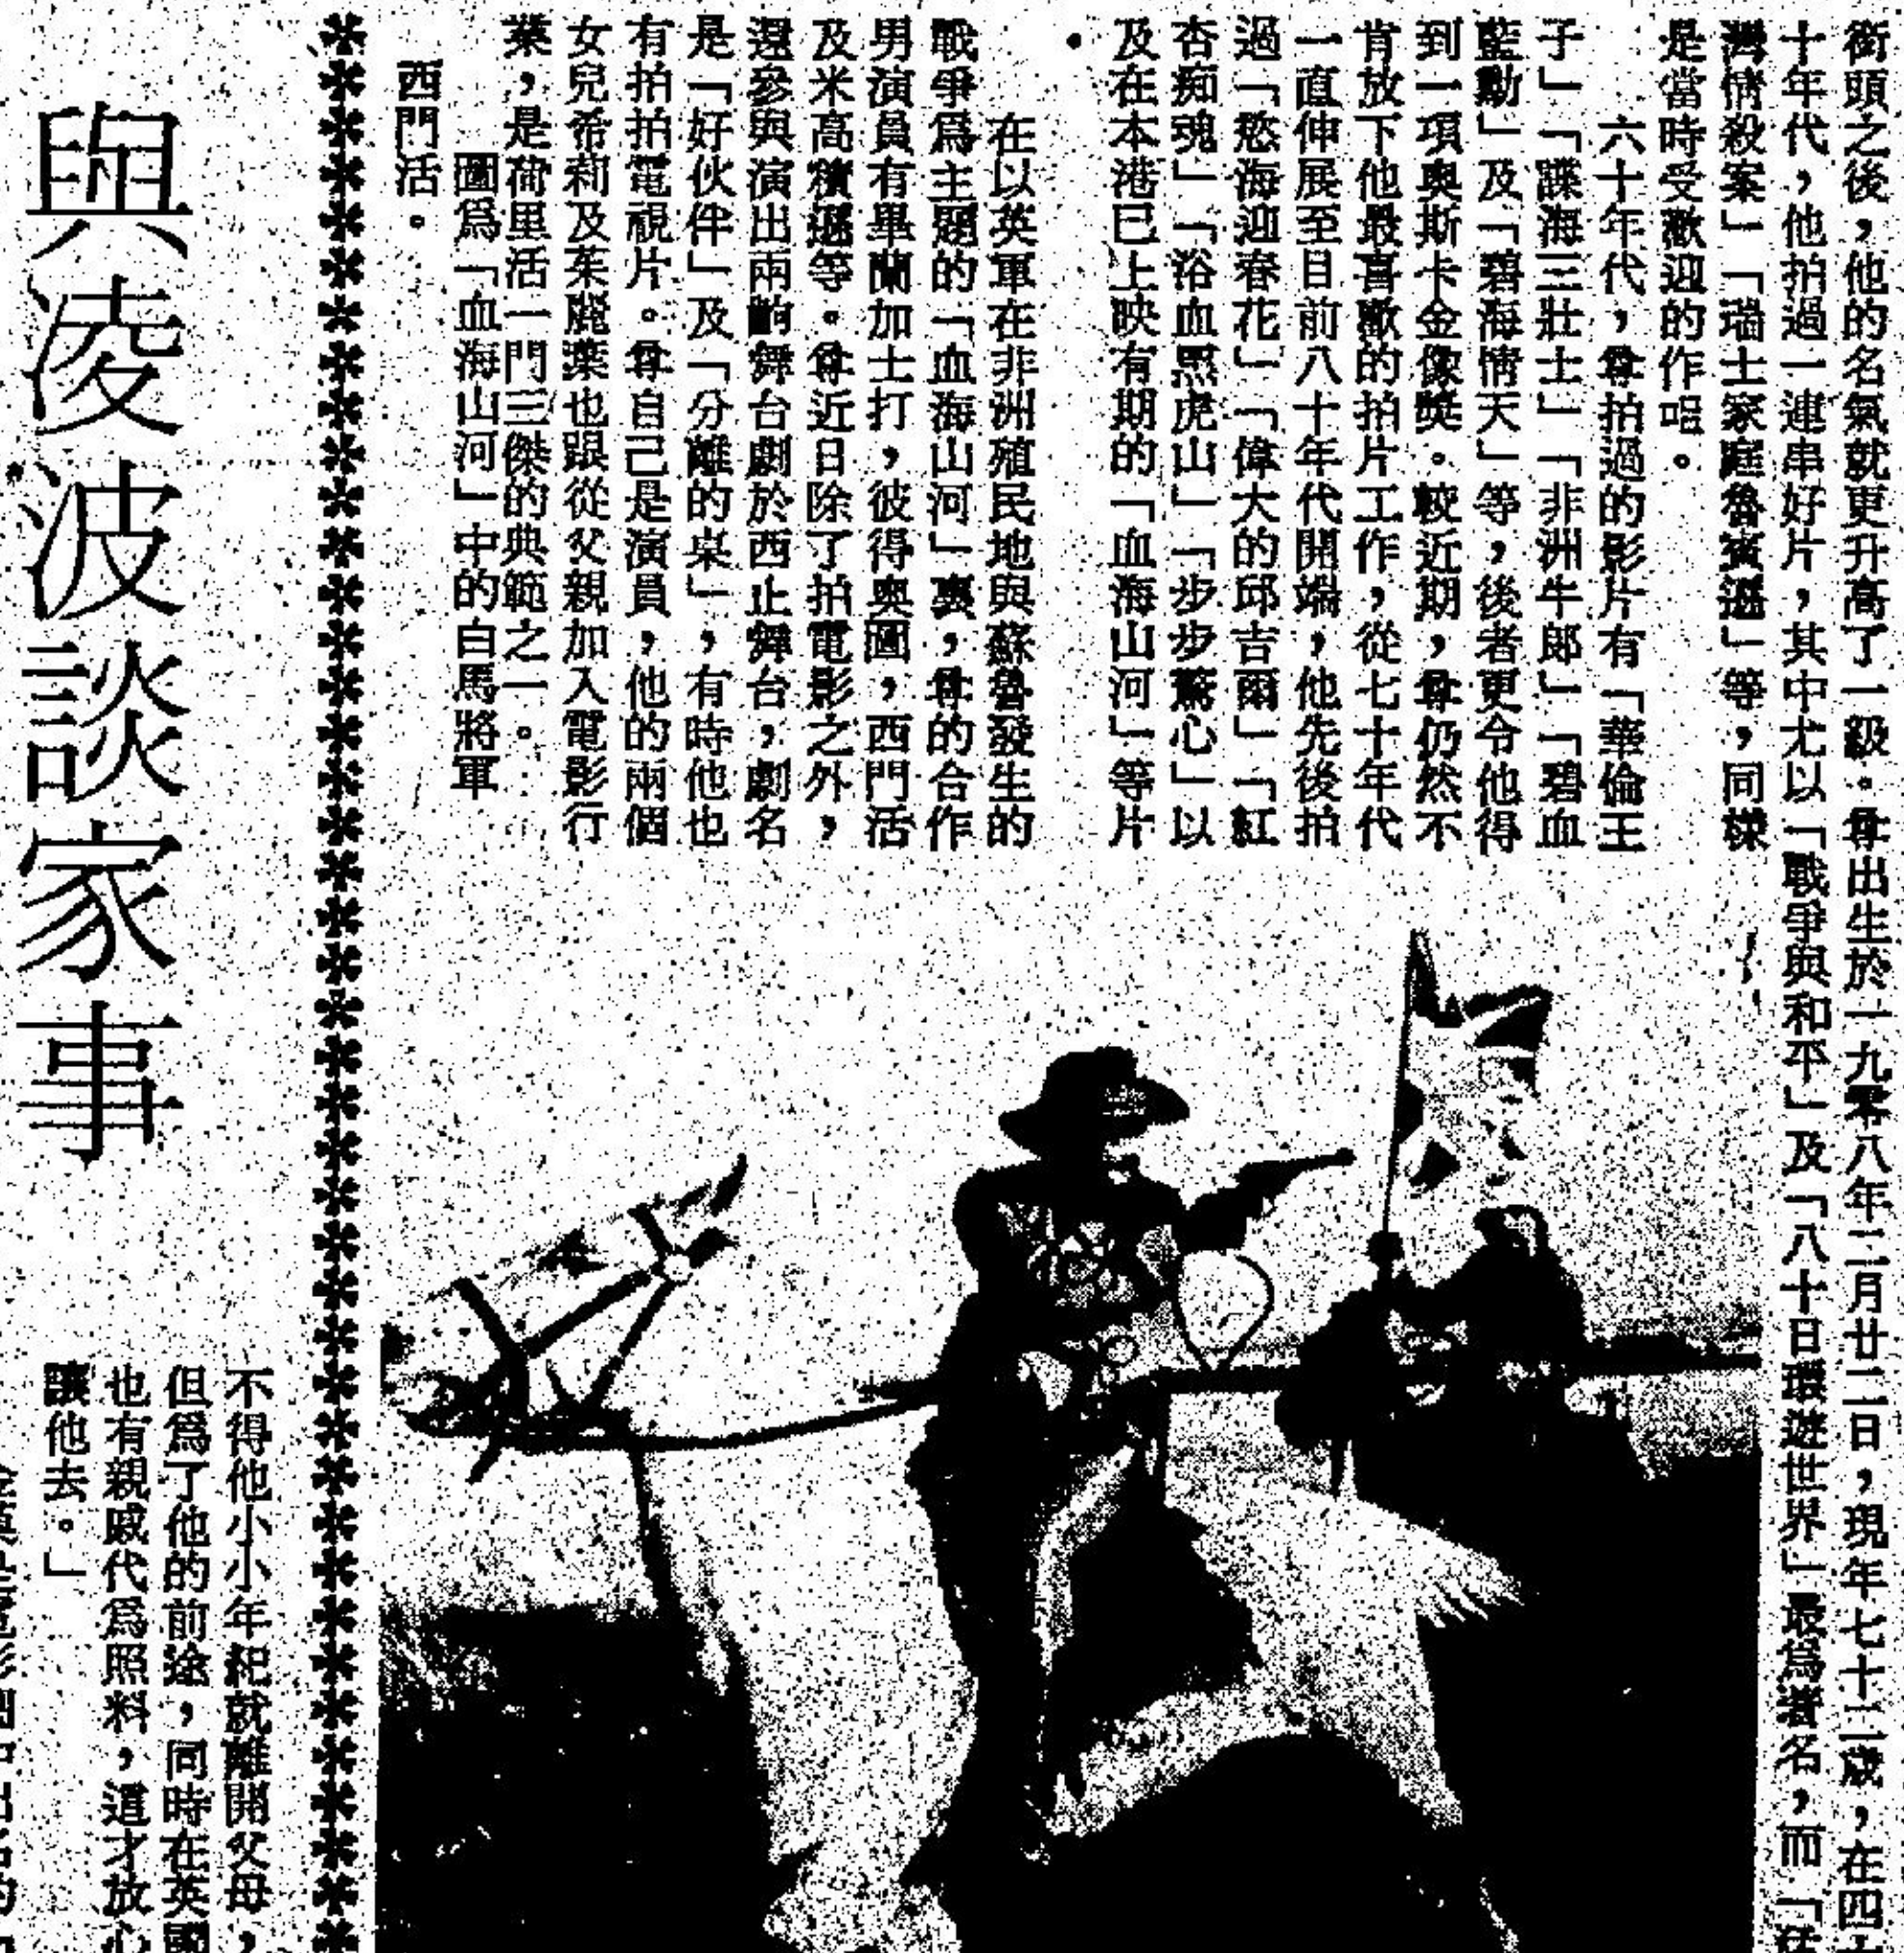 銜頭之後，他的名氣就更升高了一級。尊出生於一九零八年二月廿二日，現年七十二歲，在四
十年代，他拍過一連串好片，其中尤以「戰爭與和平」及「八十日環遊世界」最爲著名，而「
灣情殺案」「瑞士家庭魯濱遜」等，同樣
是當時受歡迎的作品。
六十年代，尊拍過的影片有「華倫王
子」「諜海三壯士」「非洲牛郎」「碧血
藍勳」及「碧海情天」等，後者更令他得
到一項奧斯卡金像獎。較近期，尊仍然不
肯放下他最喜歡的拍片工作，從七十年代
一直伸展至目前八十年代開端，他先後拍
過「愁海迎春花」「偉大的邱吉爾」「紅
杏痴魂」「浴血黑虎山」「步步驚心」以
及在本港已上映有期的「血海山河」等片
。
在以英軍在非洲殖民地與蘇魯發生的
戰爭爲主題的「血海山河」裏，尊的合作
男演員有畢蘭加士打，彼得奧圖，西門活
及米高積遜等。尊近日除了拍電影之外，
還參與演出兩齣舞台劇於西止舞台，劇名
是「好伙伴」及「分離的桌」，有時他也
有拍拍電視片。尊自己是演員，他的兩個
女兒希莉及茱麗葉也跟從父親加入電影行
業，是荷里活一門三傑的典範之一。
圖爲「血海山河」中的白馬將軍
西門活。
與凌波談家事
不得他小小年紀就離開父母，
但爲了他的前途，同時在英國
也有親戚代爲照料，這才放心
讓他去。」